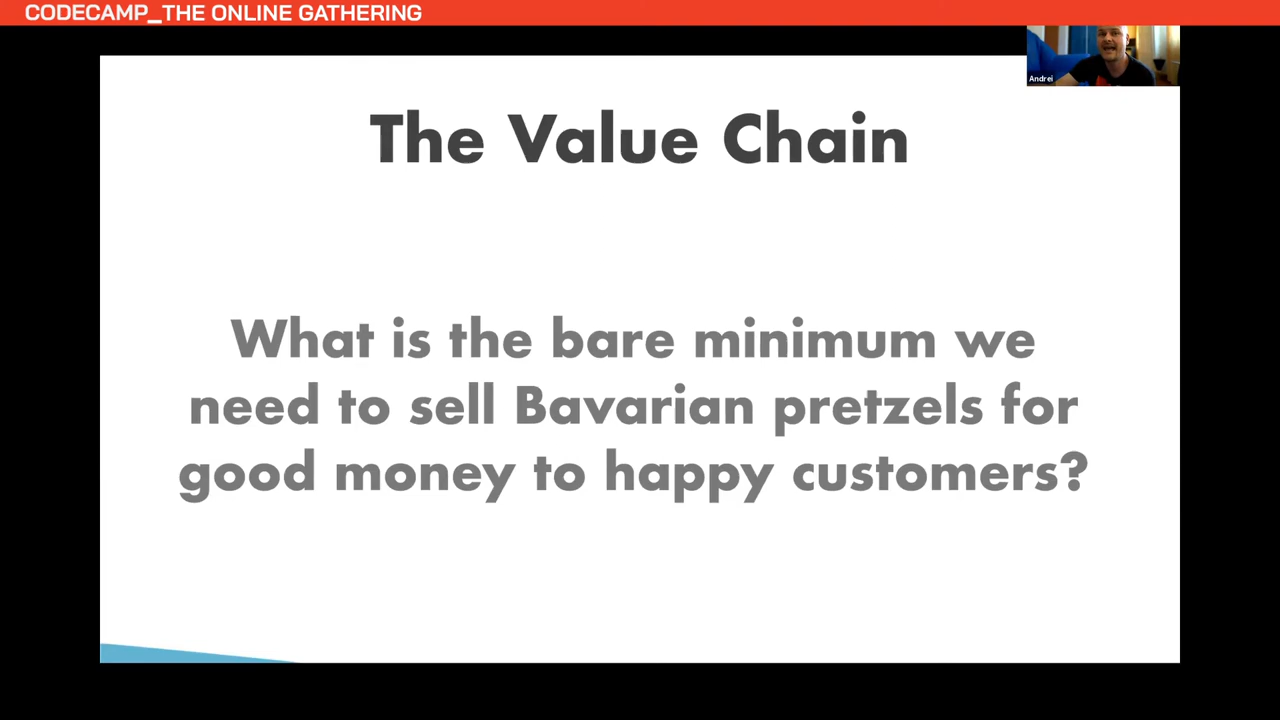 CODECAMP_THE ONLINE GATHERING
Andrei
The Value Chain
What is the bare minimum we
need to sell Bavarian pretzels for
good money to happy customers?